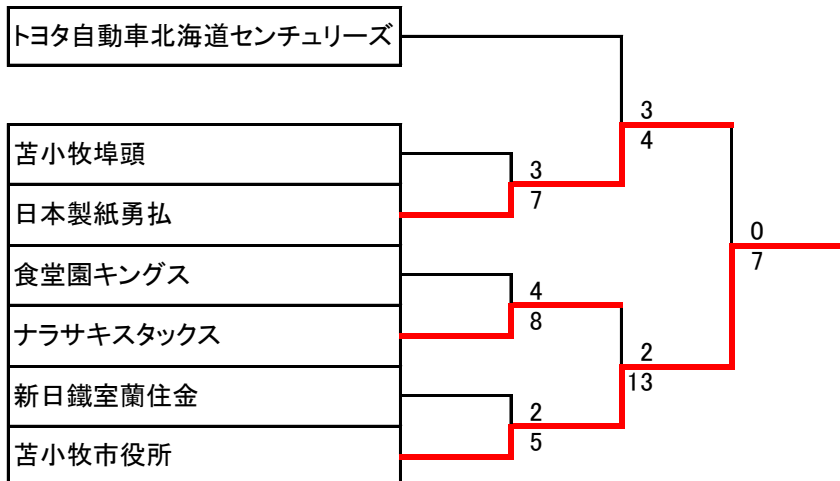 トヨタ自動車北海道センチュリーズ
苫小牧埠頭
日本製紙勇払
食堂園キングス
ナラサキスタックス
新日鐵室蘭住金
苫小牧市役所
3
7
4
8
2
5
3
4
2
13
0
7